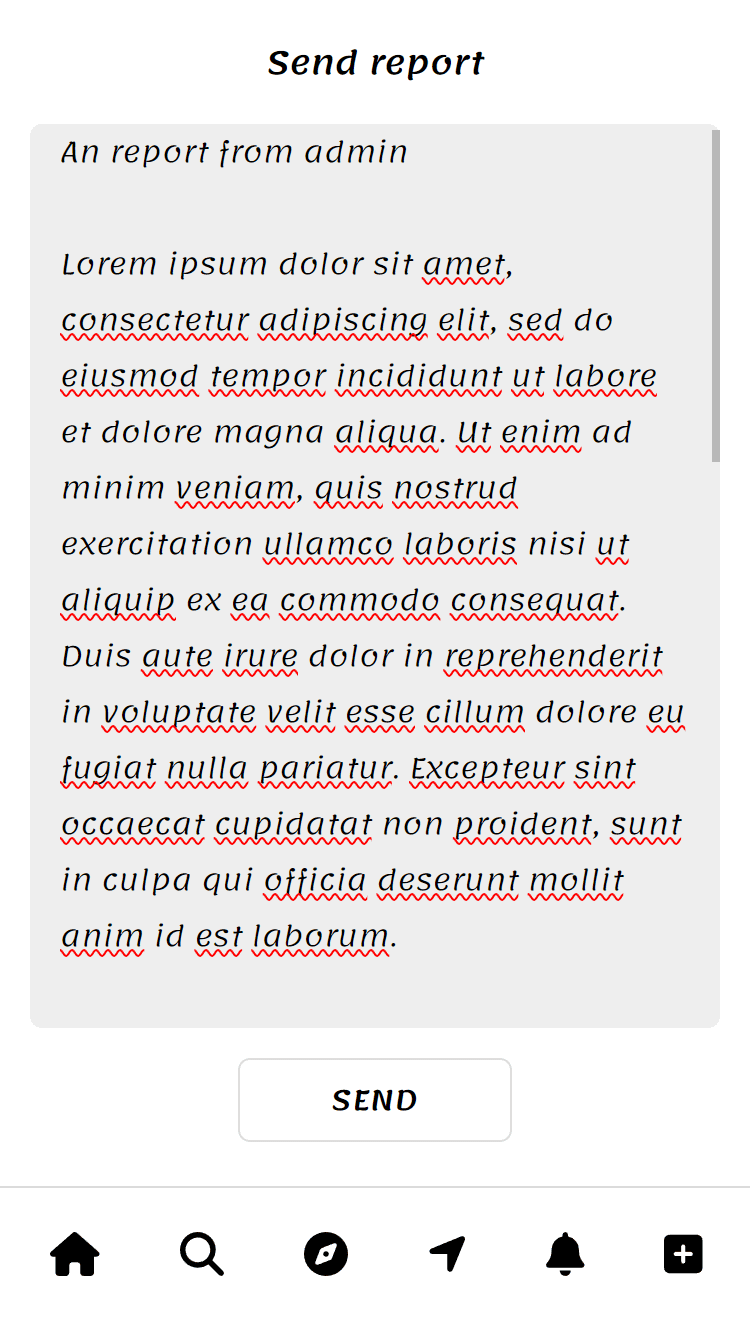 Send report
An report from admin
Lorem ipsum dolor sit amet,
consectetur adipiscing elit, sed do
eiusmod tempor incididunt ut labore
et dolore magna aliqua. Ut enim ad
minim veniam, quis nostrud
exercitation ullamco laboris nisi ut
aliquip ex ea commodo consequat.
Duis aute irure dolor in reprehenderit
in voluptate velit esse cillum dolore eu
fugiat nulla pariatur. Excepteur sint
occaecat cupidatat non proident, sunt
in culpa qui officia deserunt mollit
anim id est laborum.
SEND